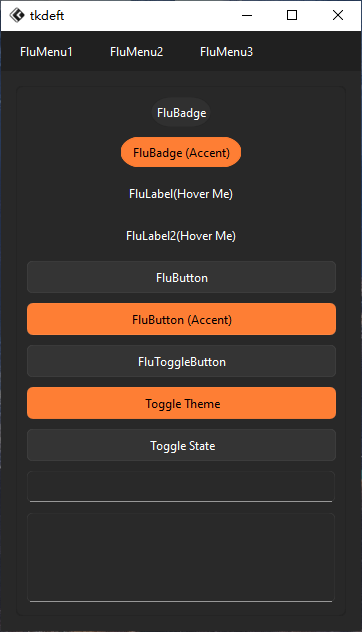 tkdeft
FluMenu1 FluMenu2 FluMenu3
FluBadge
FluBadge (Accent)
FluLabel(Hover Me)
FluLabel2(Hover Me)
FluButton
FluButton (Accent)
FluToggleButton
Toggle Theme
Toggle State